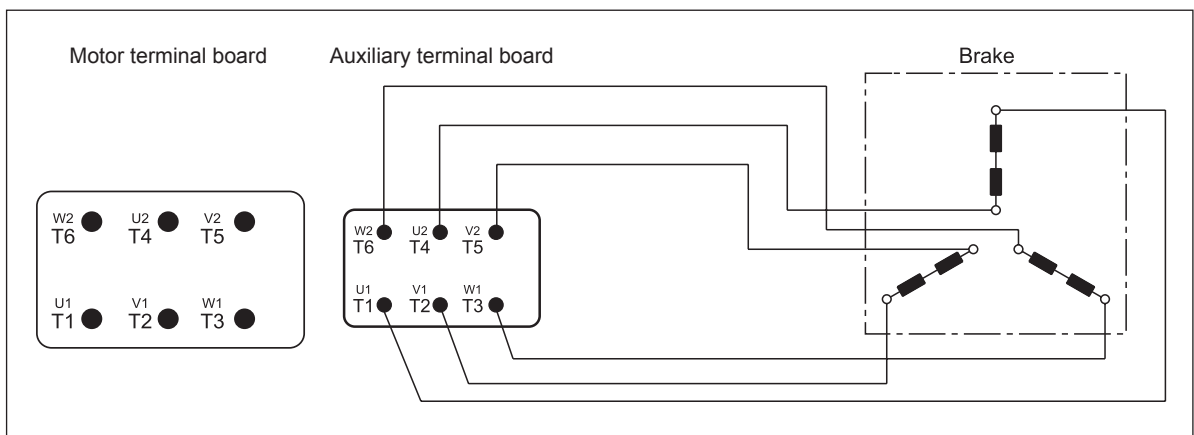 Motor terminal board Auxiliary terminal board Brake
W2 U2 V2
T6 T4 T5
U1 V1 W1
T1 T2 T3
W2 U2 V2
T6 T4 T5
U1 V1 W1
T1 T2 T3